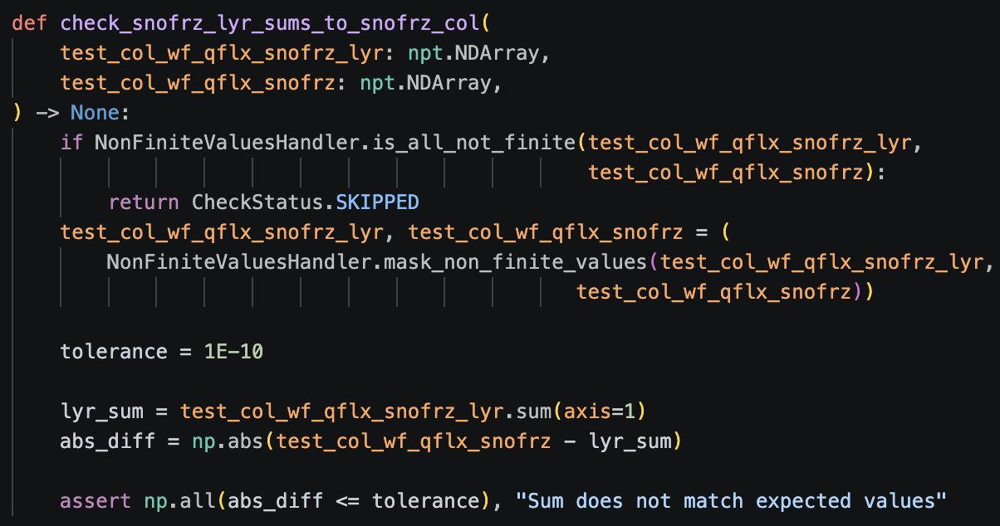 def check_snofrz_lyr_sums_to_snofrz_col(
    test_col_wf_qflx_snofrz_lyr: npt.NDArray,
    test_col_wf_qflx_snofrz: npt.NDArray,
) -> None:
    if NonFiniteValuesHandler.is_all_not_finite(test_col_wf_qflx_snofrz_lyr,
                                            test_col_wf_qflx_snofrz):
        return CheckStatus.SKIPPED
    test_col_wf_qflx_snofrz_lyr, test_col_wf_qflx_snofrz = (
        NonFiniteValuesHandler.mask_non_finite_values(test_col_wf_qflx_snofrz_lyr,
                                           test_col_wf_qflx_snofrz))

    tolerance = 1E-10

    lyr_sum = test_col_wf_qflx_snofrz_lyr.sum(axis=1)
    abs_diff = np.abs(test_col_wf_qflx_snofrz - lyr_sum)

    assert np.all(abs_diff <= tolerance), "Sum does not match expected values"